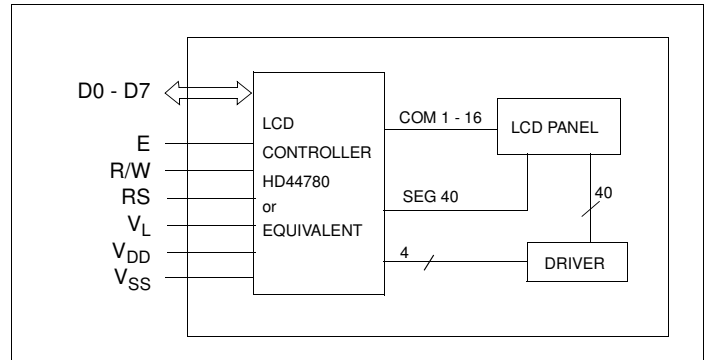 D0 - D7
E
R/W
RS
VL
VDD
VSS
LCD
CONTROLLER
HD44780
or
EQUIVALENT
COM 1 - 16
SEG 40
4
LCD PANEL
40
DRIVER